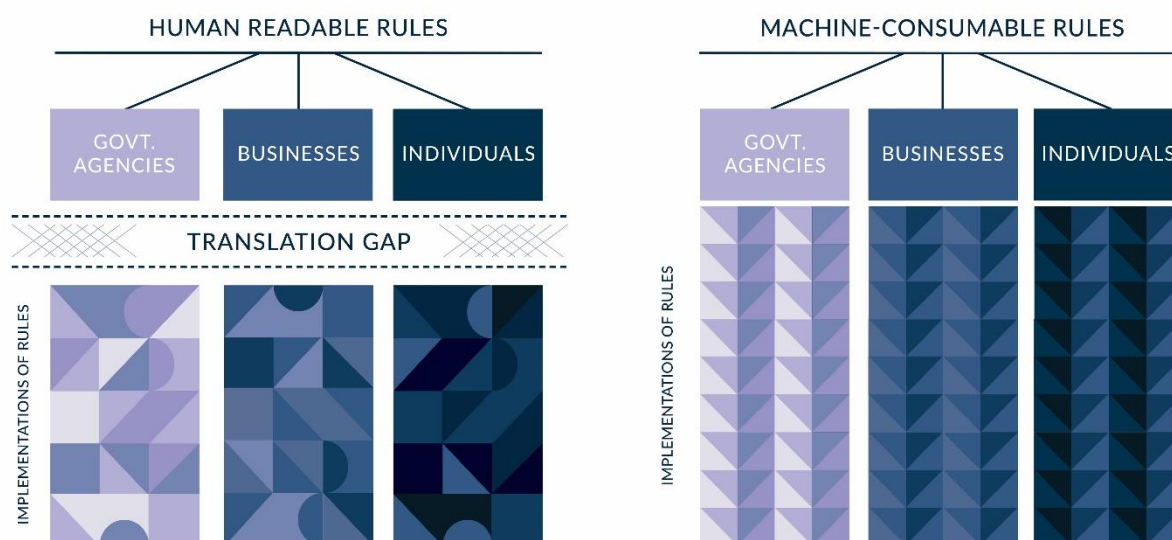 HUMAN READABLE RULES
GOVT.
AGENCIES
BUSINESSES
INDIVIDUALS
TRANSLATION GAP
IMPLEMENTATIONS OF RULES
MACHINE-CONSUMABLE RULES
GOVT.
AGENCIES
BUSINESSES
INDIVIDUALS
IMPLEMENTATIONS OF RULES